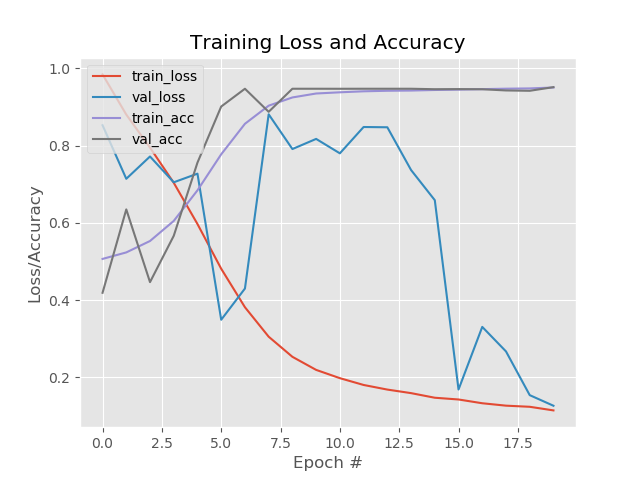 Training Loss and Accuracy
train_loss
val_loss
train_acc
val_acc
1.0
0.8
0.6
0.4
0.2
Loss/Accuracy
0.0 2.5 5.0 7.5 10.0 12.5 15.0 17.5
Epoch #